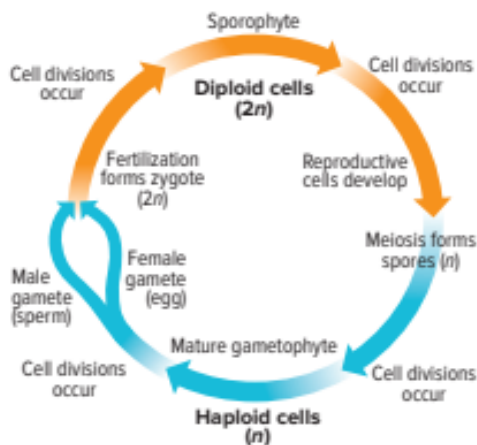 Sporophyte
Cell divisions
occur
Diploid cells
(2n)
Cell divisions
occur
Fertilization
forms zygote
(2n)
Reproductive
cells develop
Meiosis forms
spores (n)
Male
gamete
(sperm)
Female
gamete
(egg)
Mature gametophyte
Cell divisions
occur
Cell divisions
occur
Haploid cells
(n)